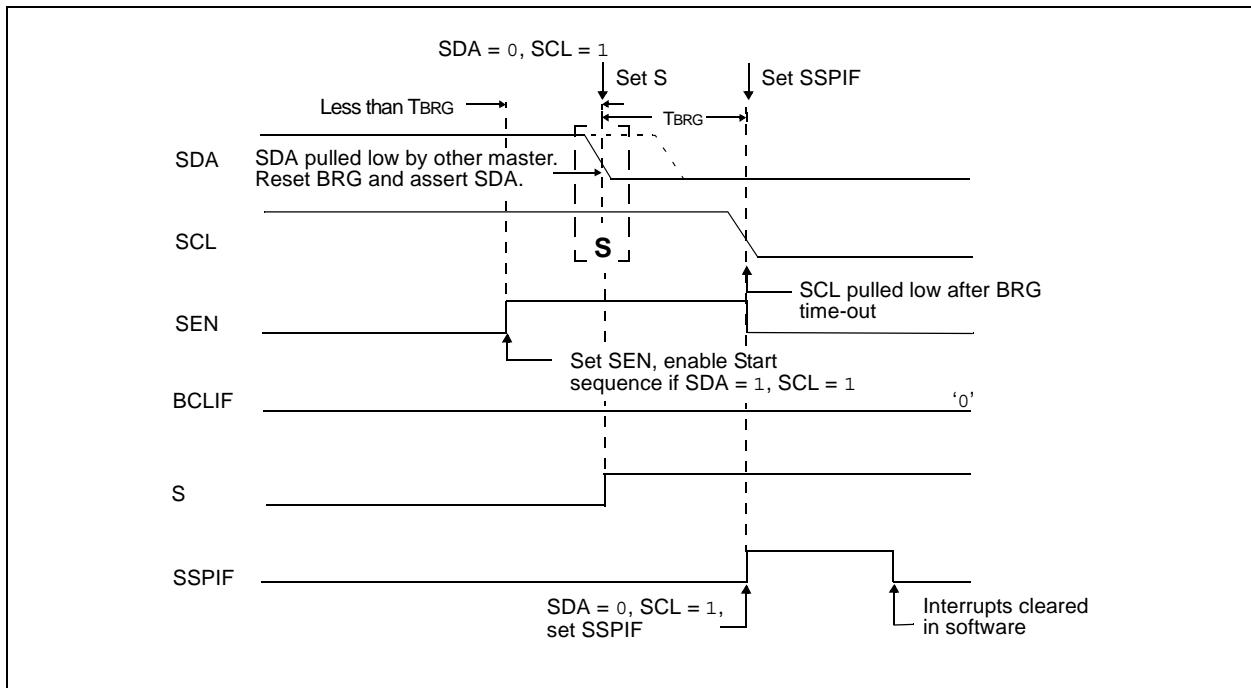 SDA = 0, SCL = 1
Set S
Set SSPIF
Less than TBRG
TBRG
SDA
SDA pulled low by other master.
Reset BRG and assert SDA.
SCL
S
SCL pulled low after BRG
time-out
SEN
Set SEN, enable Start
sequence if SDA = 1, SCL = 1
BCLIF
‘0’
S
SSPIF
SDA = 0, SCL = 1,
set SSPIF
Interrupts cleared
in software